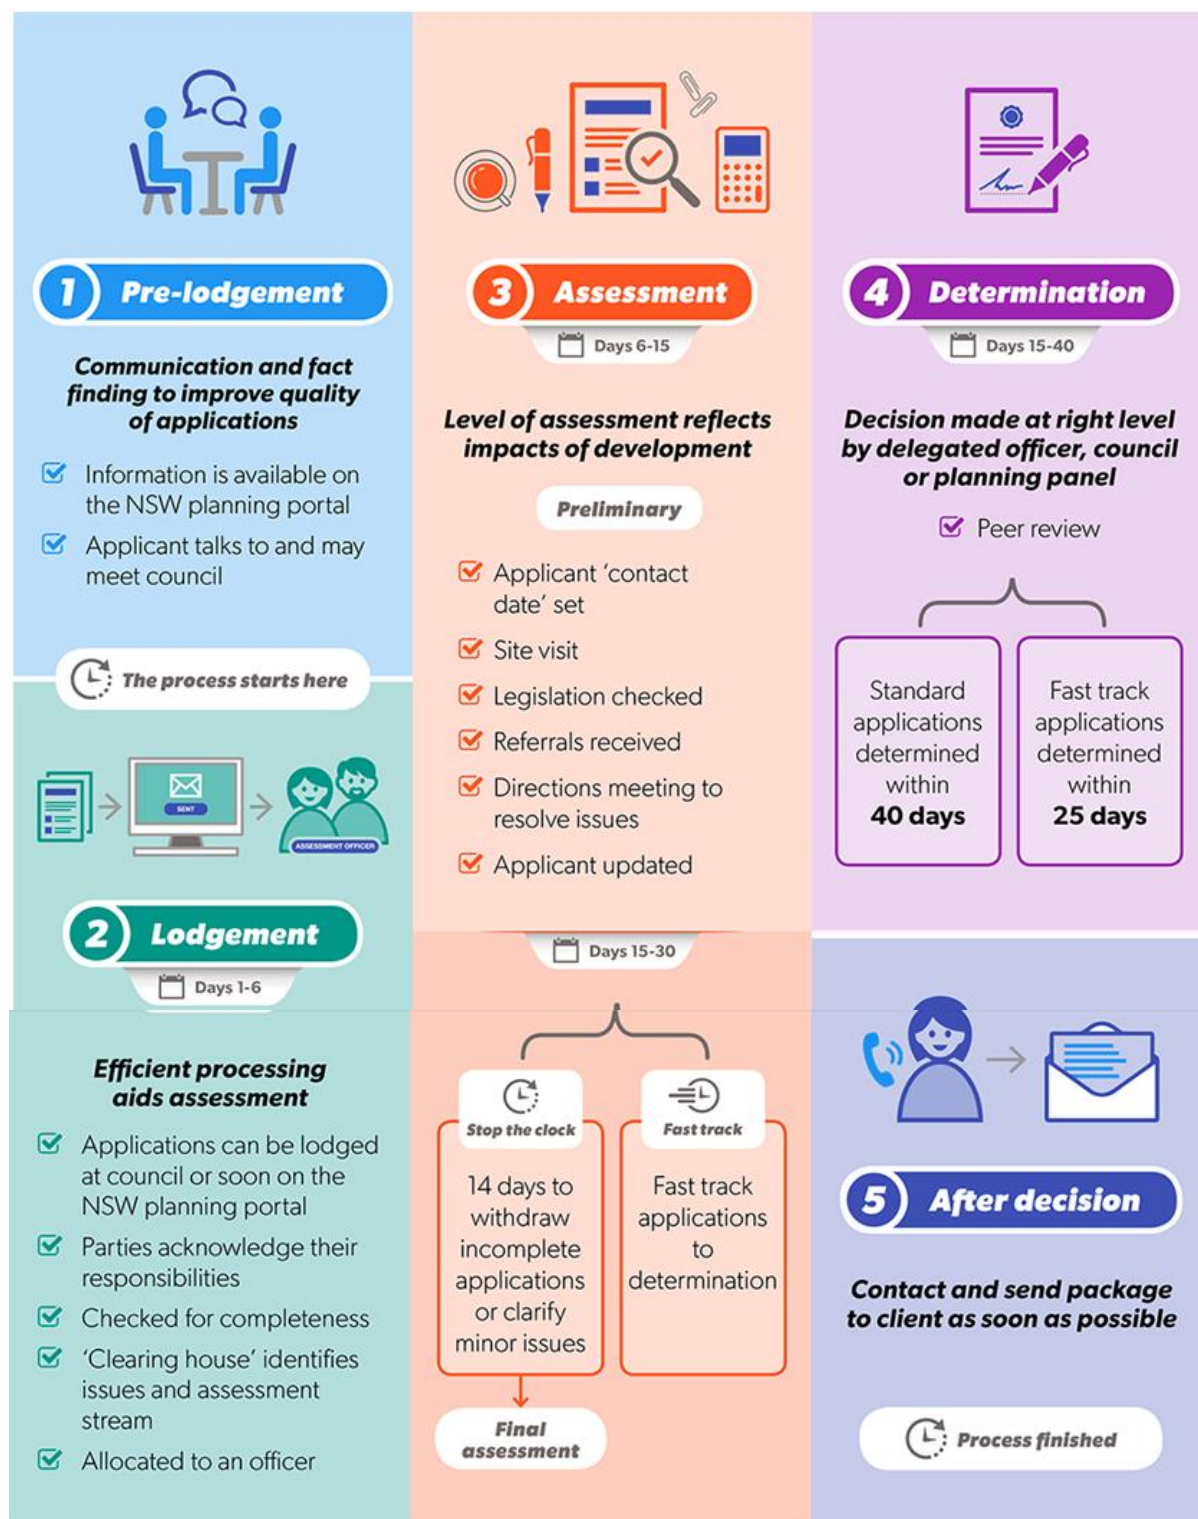 1 Pre-lodgement
Communication and fact
finding to improve quality
of applications
Information is available on
the NSW planning portal
Applicant talks to and may
meet council
The process starts here
SENT
ASSESSMENT OFFICER
2 Lodgement
Days 1-6
Efficient processing
aids assessment
Applications can be lodged
at council or soon on the
NSW planning portal
Parties acknowledge their
responsibilities
Checked for completeness
'Clearing house' identifies
issues and assessment
stream
Allocated to an officer
3 Assessment
Days 6-15
Level of assessment reflects
impacts of development
Preliminary
Applicant 'contact
date' set
Site visit
Legislation checked
Referrals received
Directions meeting to
resolve issues
Applicant updated
Days 15-30
Stop the clock
14 days to
withdraw
incomplete
applications
or clarify
minor issues
Final
assessment
Fast track
Fast track
applications
to
determination
4 Determination
Days 15-40
Decision made at right level
by delegated officer, council
or planning panel
Peer review
Standard
applications
determined
within
40 days
Fast track
applications
determined
within
25 days
5 After decision
Contact and send package
to client as soon as possible
Process finished